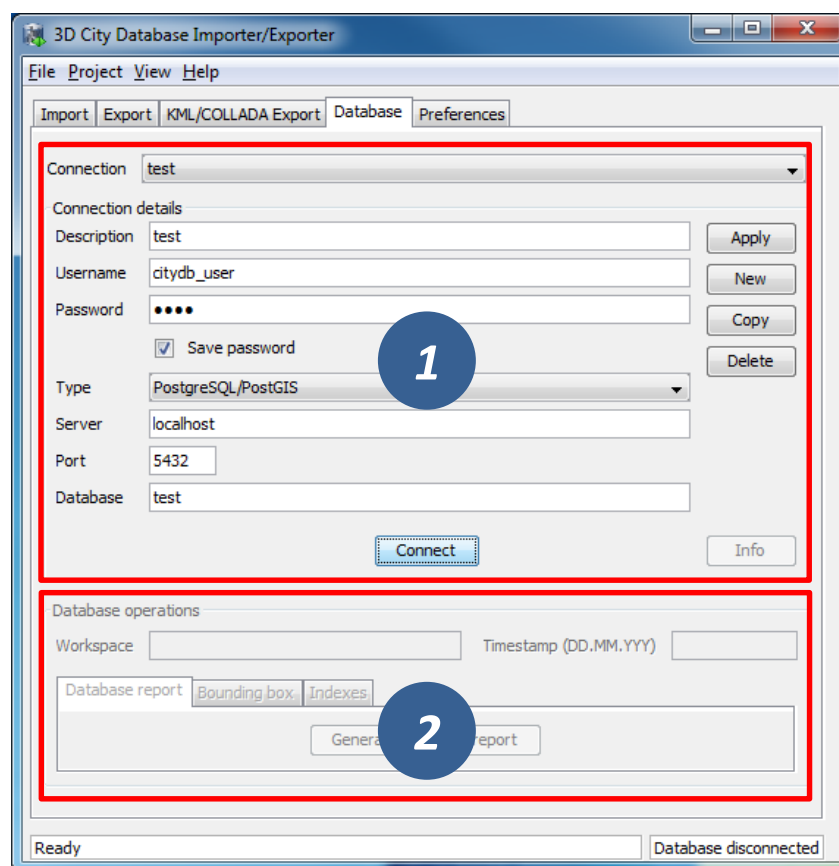 3D City Database Importer/Exporter
File Project View Help
Import Export KML/COLLADA Export Database Preferences
Connection test
Connection details
Description test Apply
Username citydb_user New
Password •••• Copy
Save password Delete
1
Type PostgreSQL/PostGIS
Server localhost
Port 5432
Database test
Connect Info
Database operations
Workspace Timestamp (DD.MM.YYY)
Database report Bounding box Indexes
2
report
Ready Database disconnected